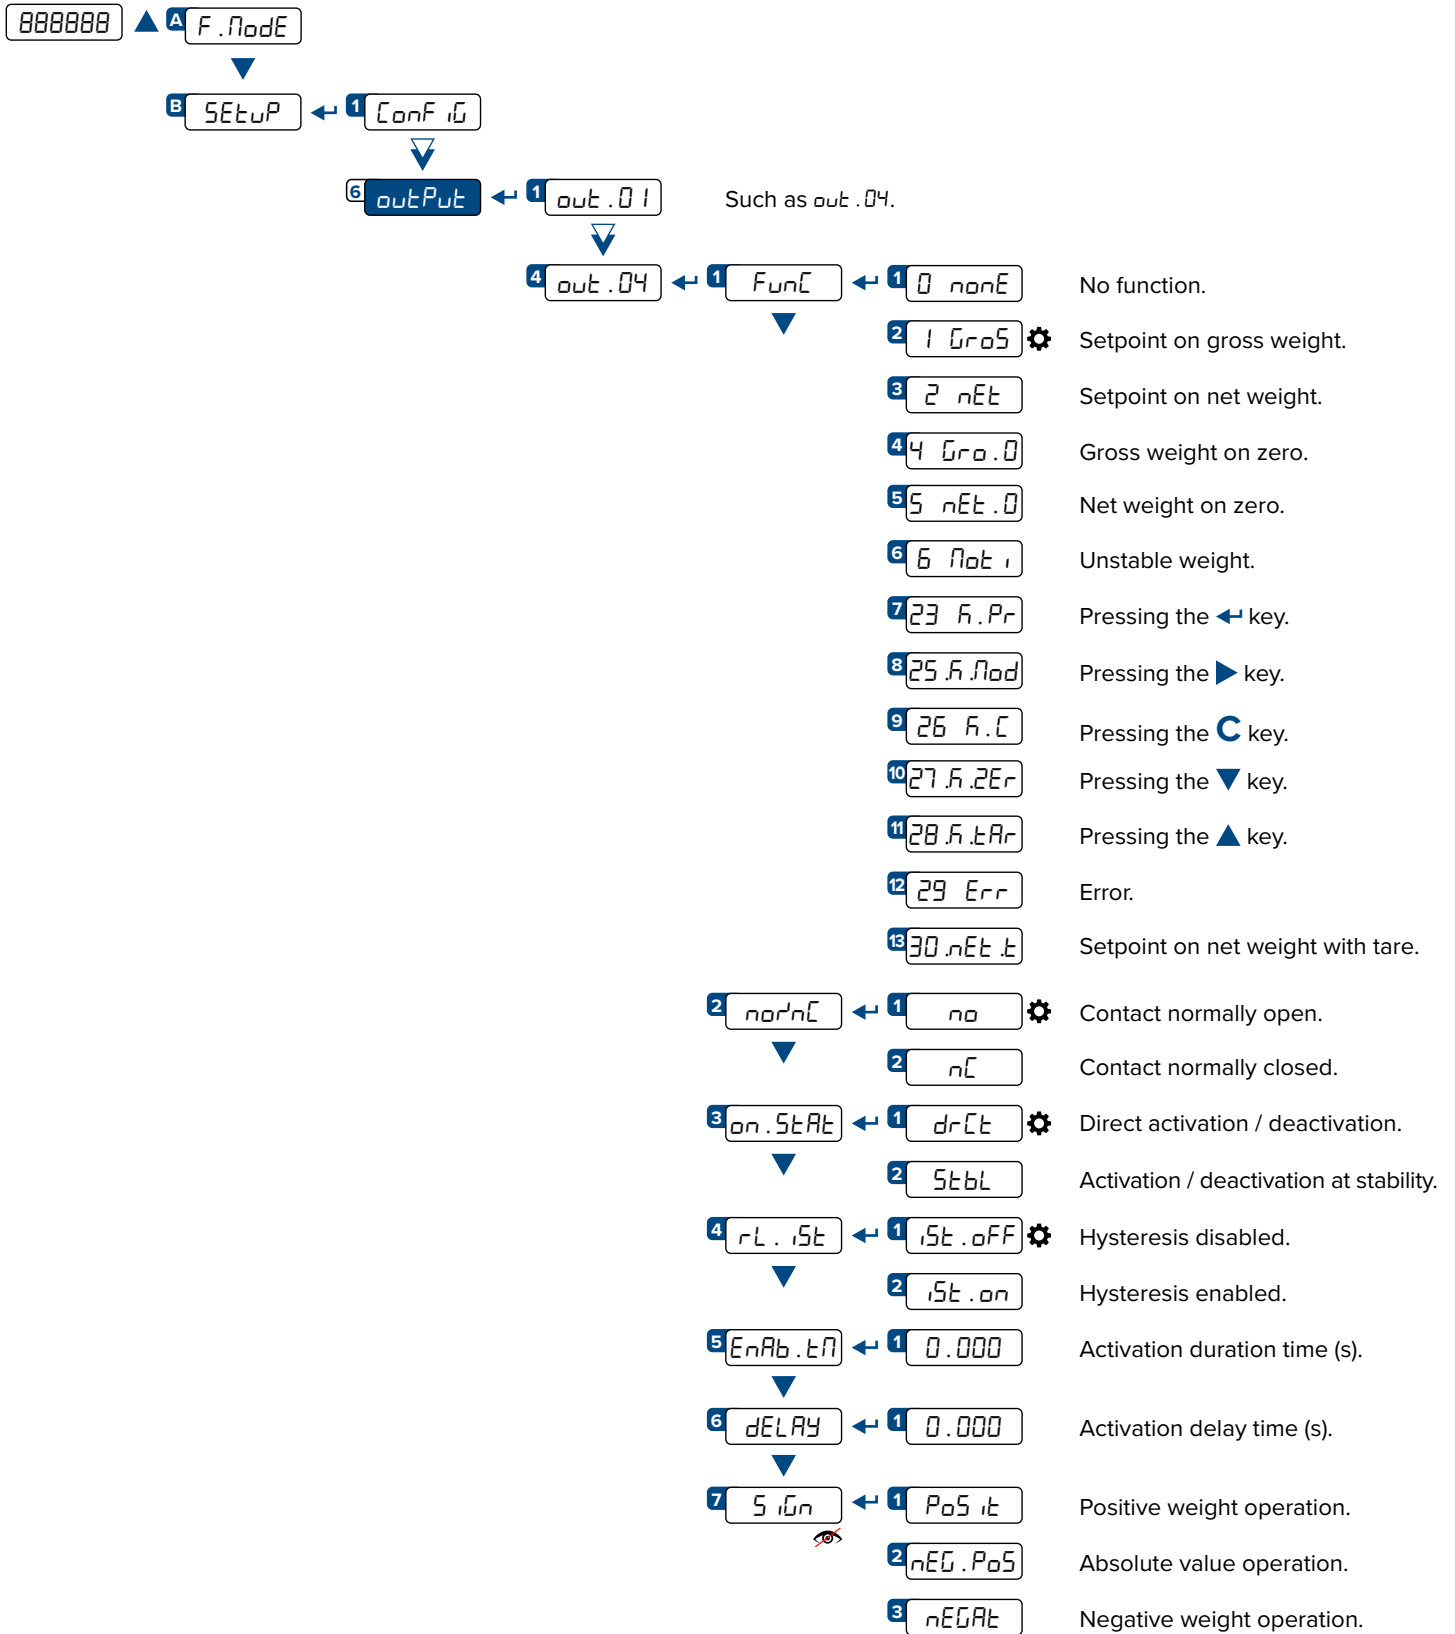 888888 A F.ModE
B SEtuP 1 ConFiG
6 outPut 1 out.01 Such as out.04.
4 out.04 1 FunC 1 0 nonE No function.
2 1 GroS Setpoint on gross weight.
3 2 nEt Setpoint on net weight.
4 4 Gro.0 Gross weight on zero.
5 5 nEt.0 Net weight on zero.
6 6 Moti Unstable weight.
7 23 K.Pr Pressing the key.
8 25.K.Mod Pressing the key.
9 26 K.C Pressing the C key.
10 27.K.ZEr Pressing the key.
11 28.K.tAr Pressing the key.
12 29 Err Error.
13 30.nEt.t Setpoint on net weight with tare.
2 no/nC 1 no Contact normally open.
2 nC Contact normally closed.
3 on.StAt 1 drCt Direct activation / deactivation.
2 StbL Activation / deactivation at stability.
4 rL.iSt 1 iSt.oFF Hysteresis disabled.
2 iSt.on Hysteresis enabled.
5 EnAb.tM 1 0.000 Activation duration time (s).
6 dELAY 1 0.000 Activation delay time (s).
7 SiGn 1 PoSit Positive weight operation.
2 nEG.PoS Absolute value operation.
3 nEGAt Negative weight operation.